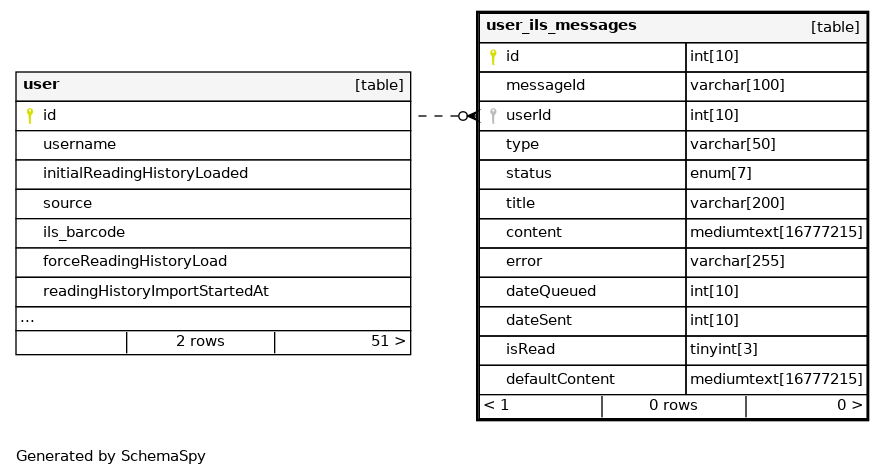 user [table]
id
username
initialReadingHistoryLoaded
source
ils_barcode
forceReadingHistoryLoad
readingHistoryImportStartedAt
...
2 rows 51 >
user_ils_messages [table]
id int[10]
messageId varchar[100]
userId int[10]
type varchar[50]
status enum[7]
title varchar[200]
content mediumtext[16777215]
error varchar[255]
dateQueued int[10]
dateSent int[10]
isRead tinyint[3]
defaultContent mediumtext[16777215]
< 1 0 rows 0 >
Generated by SchemaSpy